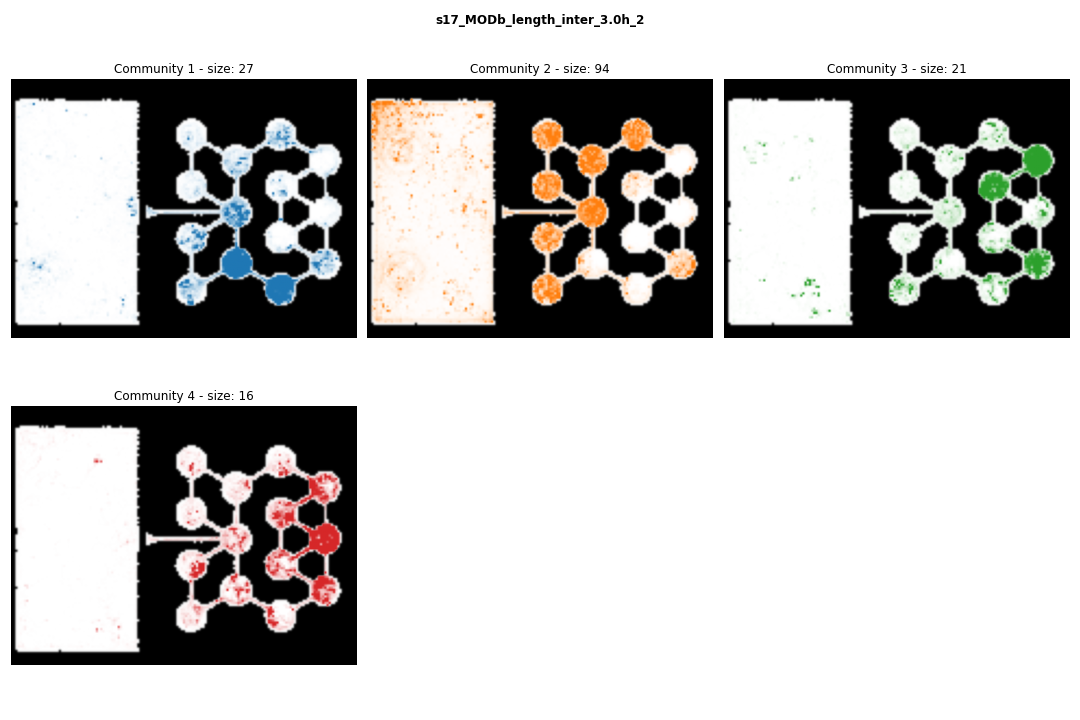 s17_MODb_length_inter_3.0h_2
Community 1 - size: 27
Community 2 - size: 94
Community 3 - size: 21
Community 4 - size: 16